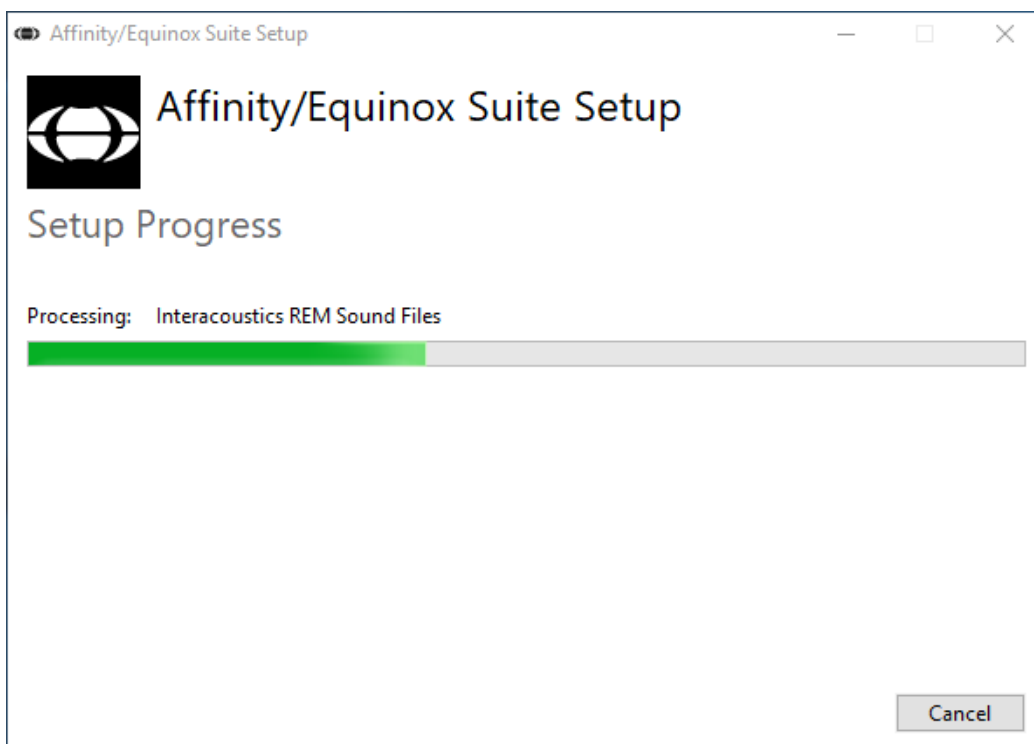 Affinity/Equinox Suite Setup
Affinity/Equinox Suite Setup
Setup Progress
Processing: Interacoustics REM Sound Files
Cancel